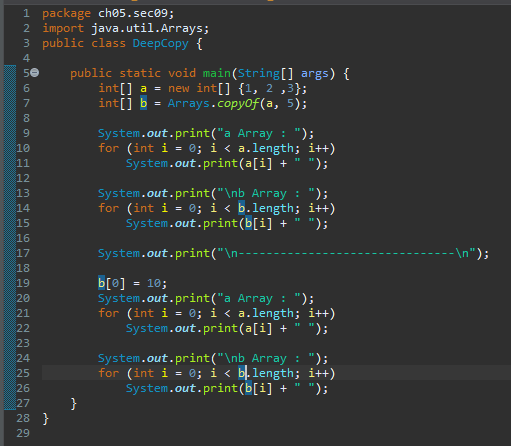 1 package ch05.sec09;
2 import java.util.Arrays;
3 public class DeepCopy {
4
5 public static void main(String[] args) {
6 int[] a = new int[] {1, 2 ,3};
7 int[] b = Arrays.copyOf(a, 5);
8
9 System.out.print("a Array : ");
10 for (int i = 0; i < a.length; i++)
11 System.out.print(a[i] + " ");
12
13 System.out.print("\nb Array : ");
14 for (int i = 0; i < b.length; i++)
15 System.out.print(b[i] + " ");
16
17 System.out.print("\n-------------------------------\n");
18
19 b[0] = 10;
20 System.out.print("a Array : ");
21 for (int i = 0; i < a.length; i++)
22 System.out.print(a[i] + " ");
23
24 System.out.print("\nb Array : ");
25 for (int i = 0; i < b.length; i++)
26 System.out.print(b[i] + " ");
27 }
28 }
29